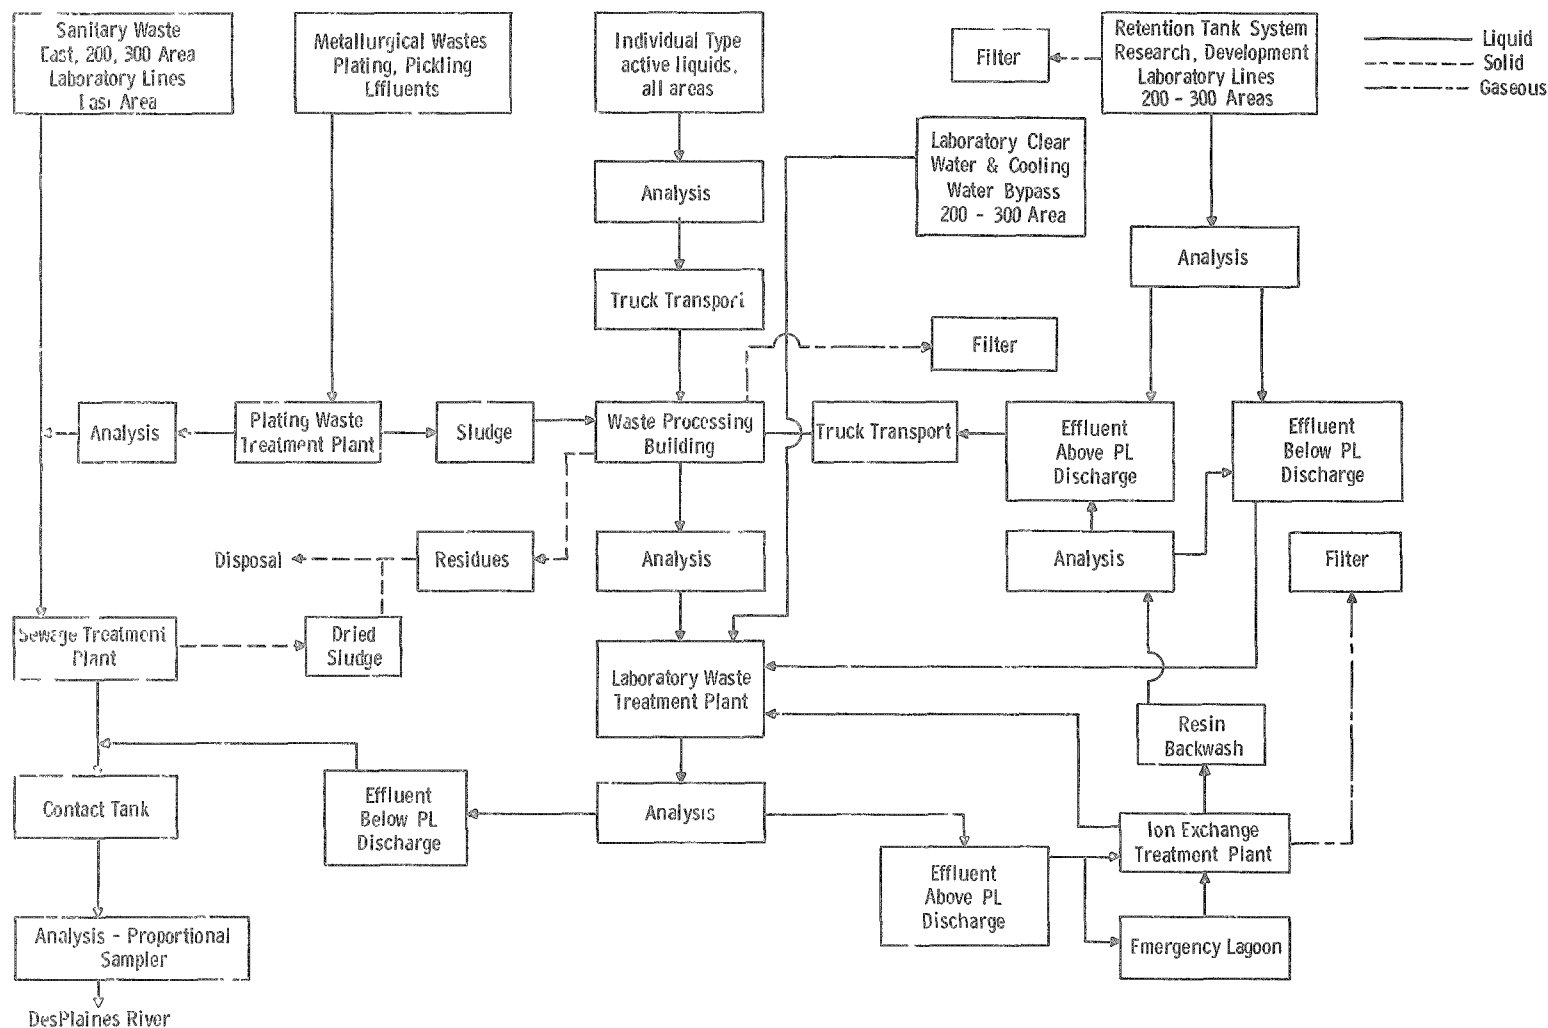 Sanitary Waste
East, 200, 300 Area
Laboratory Lines
East Area
Metallurgical Wastes
Plating, Pickling
Effluents
Individual Type
active liquids,
all areas
Filter
Retention Tank System
Research, Development
Laboratory Lines
200 - 300 Areas
Liquid
Solid
Gaseous
Laboratory Clear
Water & Cooling
Water Bypass
200 - 300 Area
Analysis
Analysis
Truck Transport
Filter
Analysis
Plating Waste
Treatment Plant
Sludge
Waste Processing
Building
Truck Transport
Effluent
Above PL
Discharge
Effluent
Below PL
Discharge
Disposal
Residues
Analysis
Analysis
Filter
Sewage Treatment
Plant
Dried
Sludge
Laboratory Waste
Treatment Plant
Resin
Backwash
Contact Tank
Effluent
Below PL
Discharge
Analysis
Ion Exchange
Treatment Plant
Effluent
Above PL
Discharge
Analysis - Proportional
Sampler
Emergency Lagoon
DesPlaines River